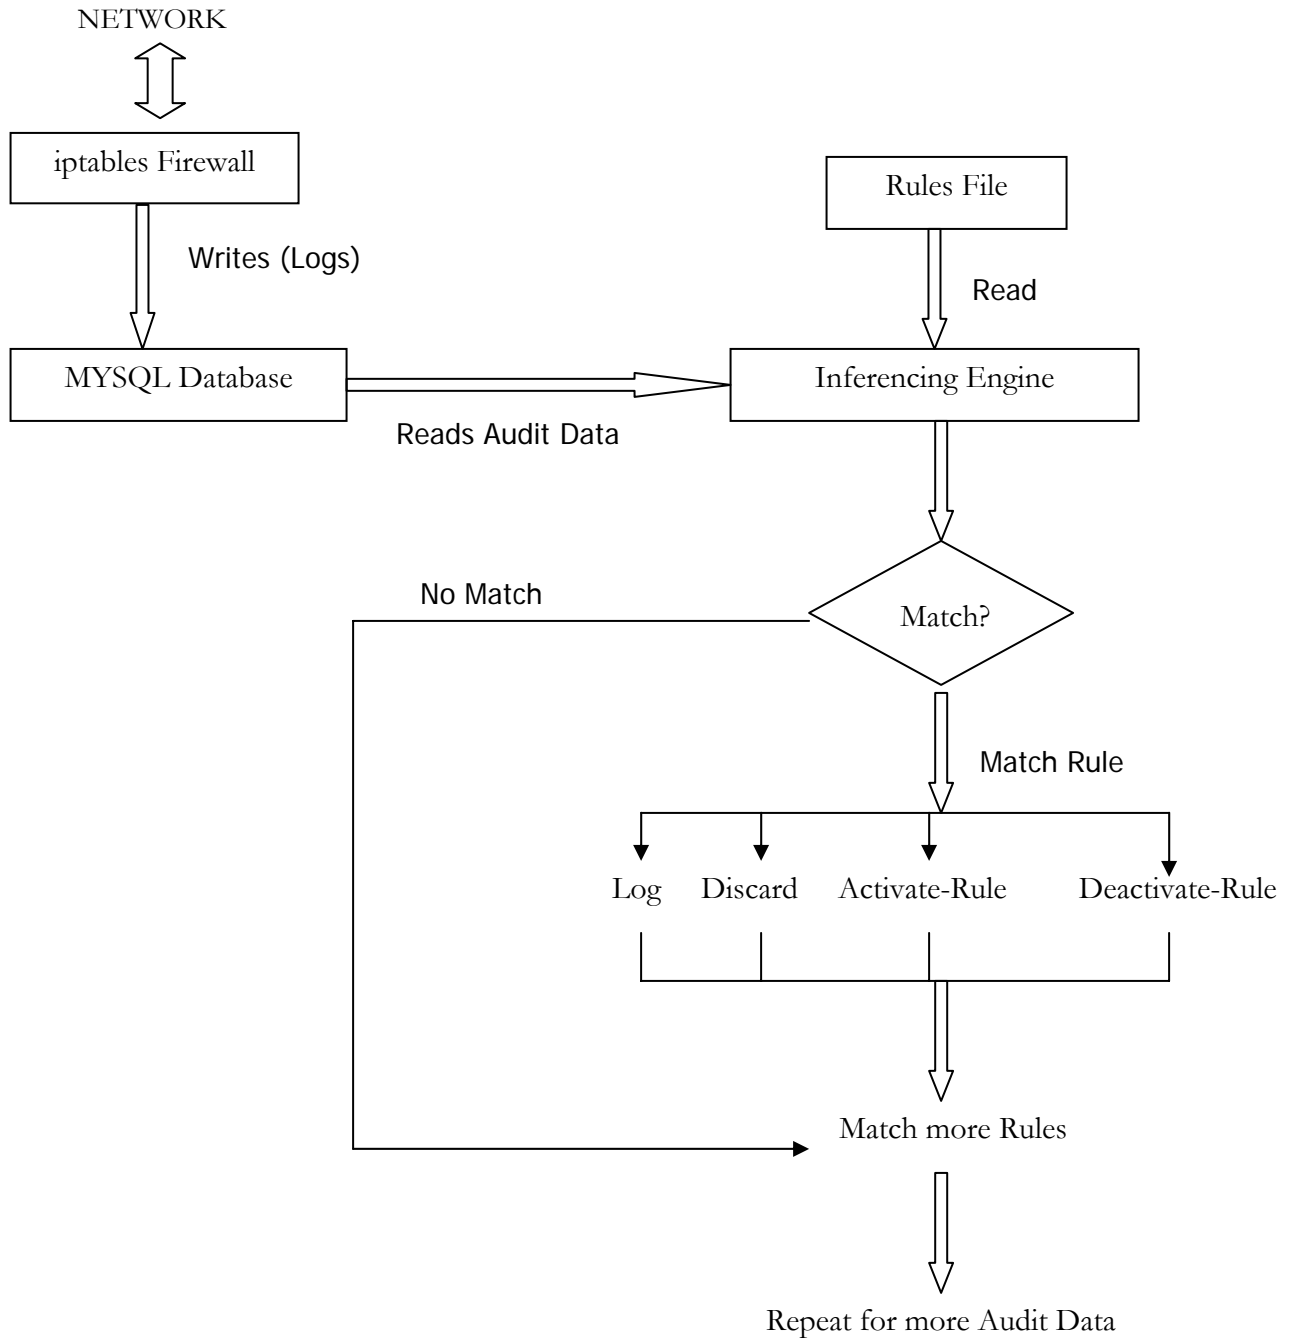 NETWORK
iptables Firewall
Rules File
Writes (Logs)
Read
MYSQL Database
Inferencing Engine
Reads Audit Data
No Match
Match?
Match Rule
Log
Discard
Activate-Rule
Deactivate-Rule
Match more Rules
Repeat for more Audit Data